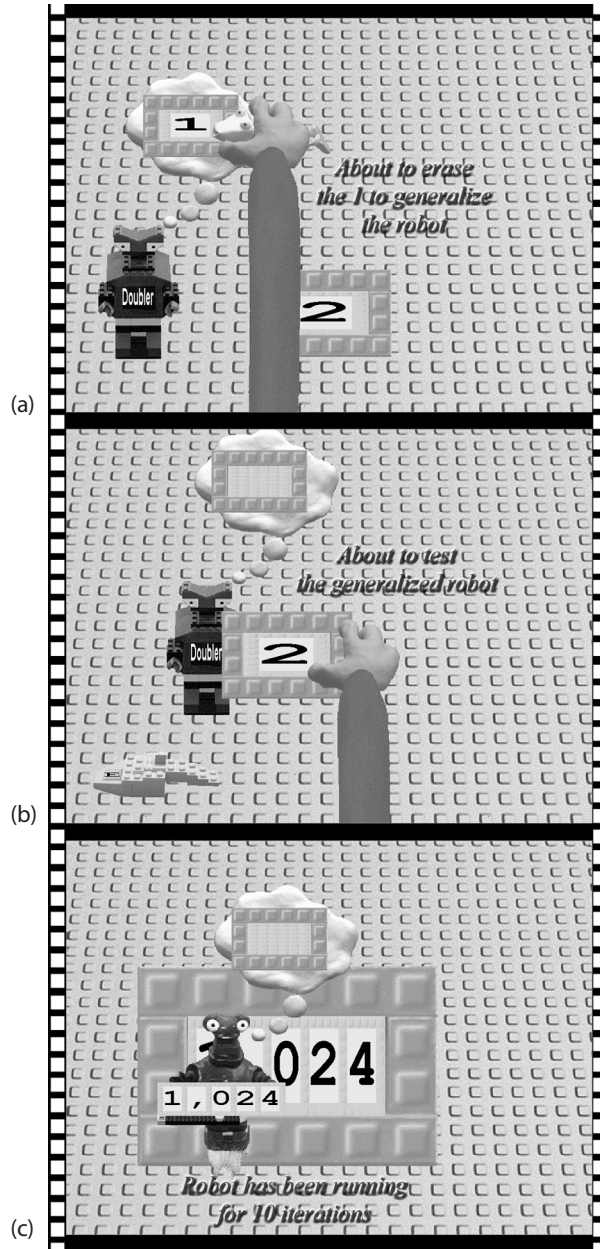 1
About to erase
the 1 to generalize
the robot
Doubler
2
(a)
About to test
the generalized robot
Doubler
2
E
(b)
024
1,024
Robot has been running
for 10 iterations
(c)